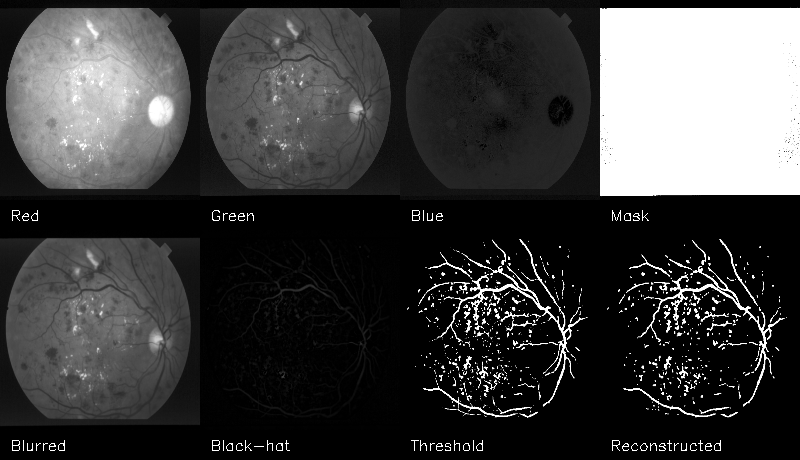 Red
Green
Blue
Mask
Blurred
Black-hat
Threshold
Reconstructed